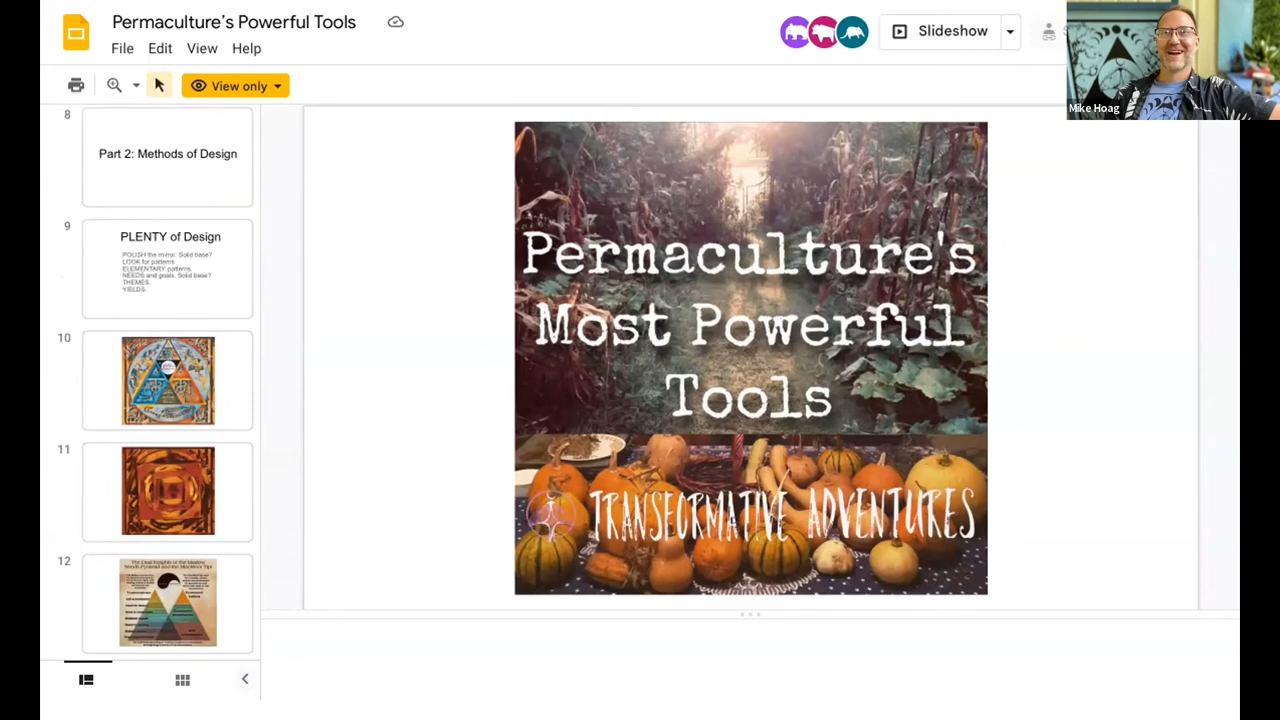 Permaculture's Powerful Tools
File Edit View Help
Slideshow
View only
Mike Hoag
8
Part 2: Methods of Design
9
PLENTY of Design
POLISH the mirror: Solid base?
LOOK for patterns
ELEMENTARY patterns.
NEEDS and goals. Solid base?
THEMES.
YIELDS.
10
11
12
Permaculture's
Most Powerful
Tools
TRANSFORMATIVE ADVENTURES